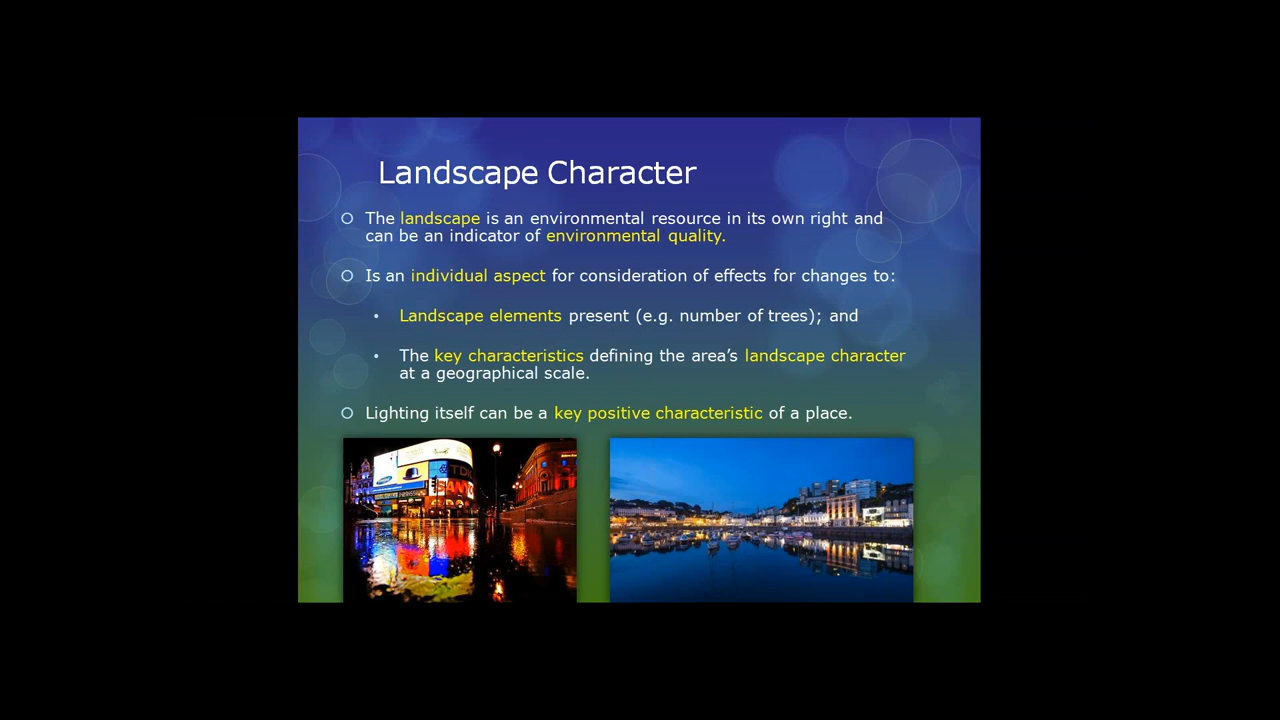 Landscape Character
The landscape is an environmental resource in its own right and
can be an indicator of environmental quality.
Is an individual aspect for consideration of effects for changes to:
Landscape elements present (e.g. number of trees); and
The key characteristics defining the area’s landscape character
at a geographical scale.
Lighting itself can be a key positive characteristic of a place.
TDK
SANYO